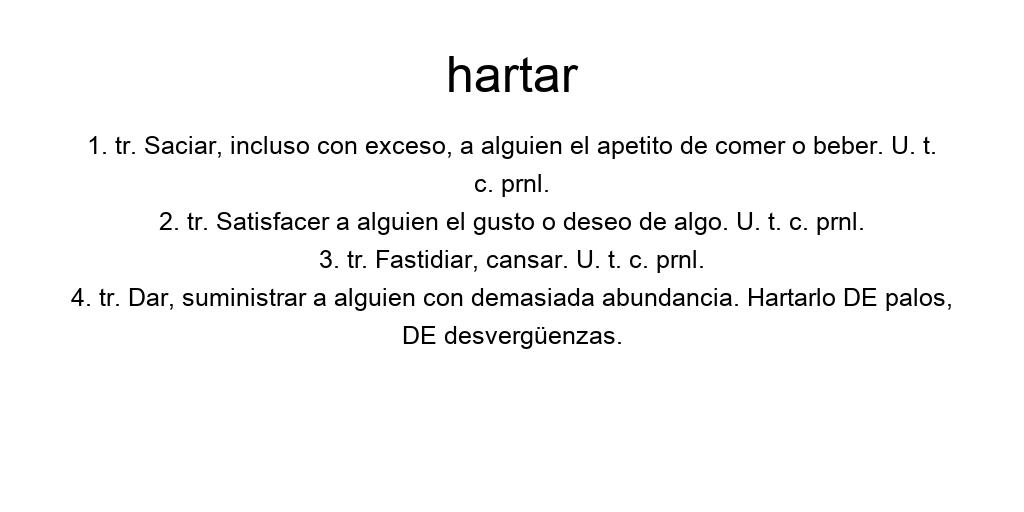 hartar
1. tr. Saciar, incluso con exceso, a alguien el apetito de comer o beber. U. t.
c. prnl.
2. tr. Satisfacer a alguien el gusto o deseo de algo. U. t. c. prnl.
3. tr. Fastidiar, cansar. U. t. c. prnl.
4. tr. Dar, suministrar a alguien con demasiada abundancia. Hartarlo DE palos,
DE desvergüenzas.